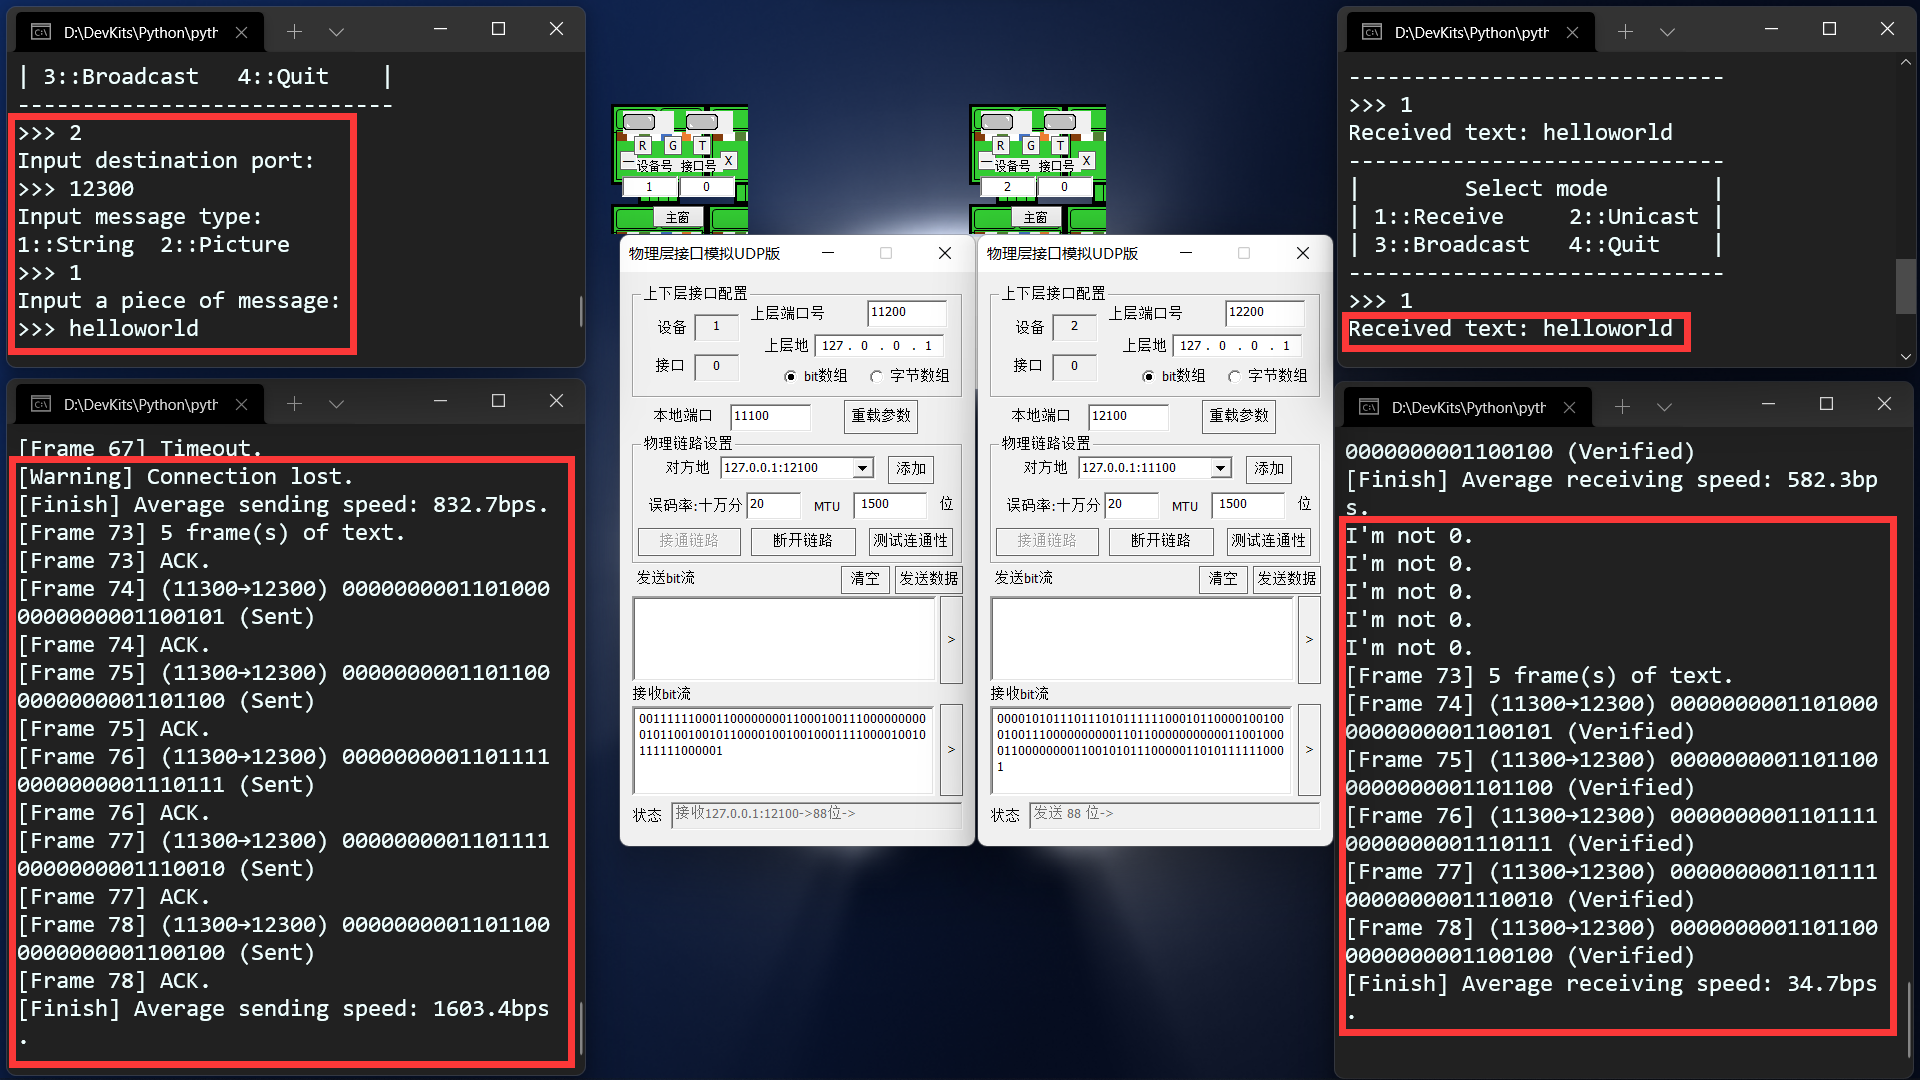 D:\DevKits\Python\pyth
| 3::Broadcast   4::Quit    |
-----------------------------
>>> 2
Input destination port:
>>> 12300
Input message type:
1::String  2::Picture
>>> 1
Input a piece of message:
>>> helloworld
D:\DevKits\Python\pyth
[Frame 67] Timeout.
[Warning] Connection lost.
[Finish] Average sending speed: 832.7bps.
[Frame 73] 5 frame(s) of text.
[Frame 73] ACK.
[Frame 74] (11300→12300) 0000000001101000
0000000001100101 (Sent)
[Frame 74] ACK.
[Frame 75] (11300→12300) 0000000001101100
0000000001101100 (Sent)
[Frame 75] ACK.
[Frame 76] (11300→12300) 0000000001101111
0000000001110111 (Sent)
[Frame 76] ACK.
[Frame 77] (11300→12300) 0000000001101111
0000000001110010 (Sent)
[Frame 77] ACK.
[Frame 78] (11300→12300) 0000000001101100
0000000001100100 (Sent)
[Frame 78] ACK.
[Finish] Average sending speed: 1603.4bps
.
R G T
设备号 接口号 X
1 0
主窗
R G T
设备号 接口号 X
2 0
主窗
物理层接口模拟UDP版
上下层接口配置
设备 1 上层端口号 11200
上层地 127 . 0 . 0 . 1
接口 0
bit数组 字节数组
本地端口 11100 重载参数
物理链路设置
对方地 127.0.0.1:12100 添加
误码率:十万分 20 MTU 1500 位
接通链路 断开链路 测试连通性
发送bit流 清空 发送数据
>
接收bit流
>
状态 接收127.0.0.1:12100->88位->
物理层接口模拟UDP版
上下层接口配置
设备 2 上层端口号 12200
上层地 127 . 0 . 0 . 1
接口 0
bit数组 字节数组
本地端口 12100 重载参数
物理链路设置
对方地 127.0.0.1:11100 添加
误码率:十万分 20 MTU 1500 位
接通链路 断开链路 测试连通性
发送bit流 清空 发送数据
>
接收bit流
>
1
状态 发送 88 位->
D:\DevKits\Python\pyth
-----------------------------
>>> 1
Received text: helloworld
-----------------------------
|        Select mode        |
| 1::Receive     2::Unicast |
| 3::Broadcast   4::Quit    |
-----------------------------
>>> 1
Received text: helloworld
D:\DevKits\Python\pyth
0000000001100100 (Verified)
[Finish] Average receiving speed: 582.3bp
s.
I'm not 0.
I'm not 0.
I'm not 0.
I'm not 0.
I'm not 0.
[Frame 73] 5 frame(s) of text.
[Frame 74] (11300→12300) 0000000001101000
0000000001100101 (Verified)
[Frame 75] (11300→12300) 0000000001101100
0000000001101100 (Verified)
[Frame 76] (11300→12300) 0000000001101111
0000000001110111 (Verified)
[Frame 77] (11300→12300) 0000000001101111
0000000001110010 (Verified)
[Frame 78] (11300→12300) 0000000001101100
0000000001100100 (Verified)
[Finish] Average receiving speed: 34.7bps
.